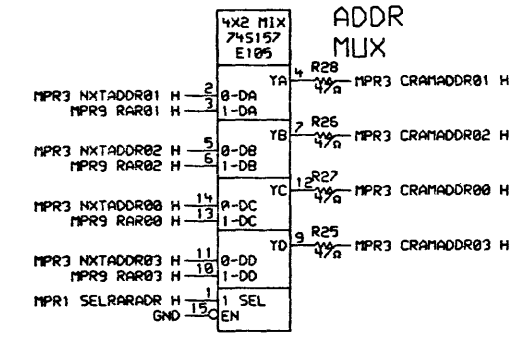 4X2 MIX
74S157
E105
ADDR
MUX
MPR3 NXTADDR01 H 2 0-DA YA 4 R28 47Ω MPR3 CRAMADDR01 H
MPR9 RAR01 H 3 1-DA
MPR3 NXTADDR02 H 5 0-DB YB 7 R26 47Ω MPR3 CRAMADDR02 H
MPR9 RAR02 H 6 1-DB
MPR3 NXTADDR00 H 14 0-DC YC 12 R27 47Ω MPR3 CRAMADDR00 H
MPR9 RAR00 H 13 1-DC
MPR3 NXTADDR03 H 11 0-DD YD 9 R25 47Ω MPR3 CRAMADDR03 H
MPR9 RAR03 H 10 1-DD
MPR1 SELRARADR H 1 1 SEL
GND 15 EN